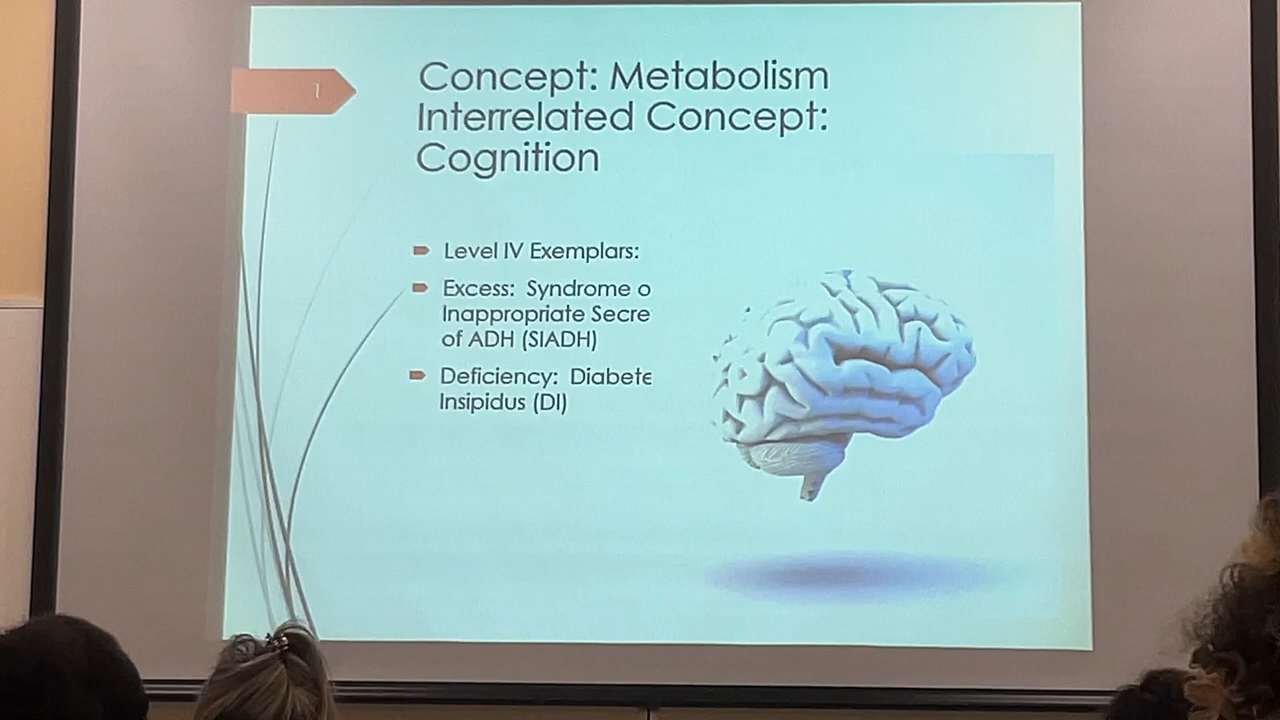 1
Concept: Metabolism
Interrelated Concept:
Cognition
Level IV Exemplars:
Excess: Syndrome o
Inappropriate Secre
of ADH (SIADH)
Deficiency: Diabete
Insipidus (DI)